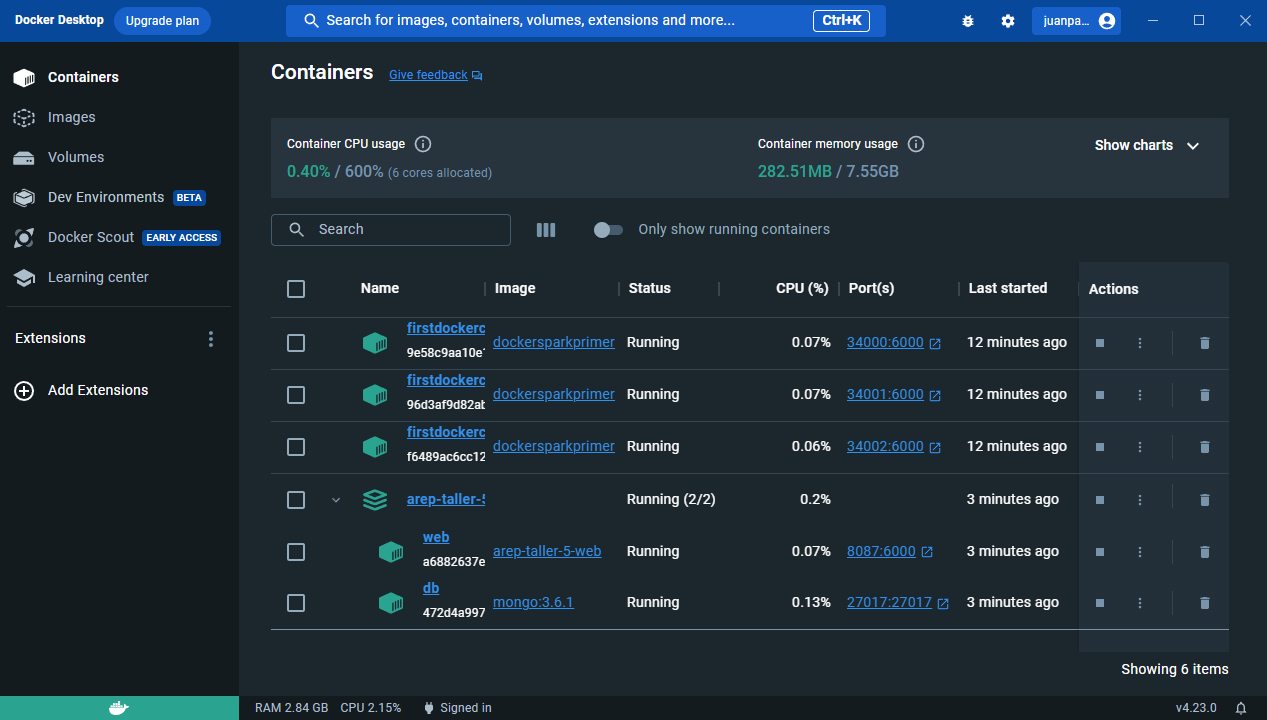 Docker Desktop Upgrade plan Search for images, containers, volumes, extensions and more... Ctrl+K juanpa...
Containers
Images
Volumes
Dev Environments BETA
Docker Scout EARLY ACCESS
Learning center
Extensions
Add Extensions
Containers Give feedback
Container CPU usage
0.40% / 600% (6 cores allocated)
Container memory usage
282.51MB / 7.55GB
Show charts
Search Only show running containers
Name Image Status CPU (%) Port(s) Last started Actions
firstdockerc
9e58c9aa10e
dockersparkprimer Running 0.07% 34000:6000 12 minutes ago
firstdockerc
96d3af9d82ab
dockersparkprimer Running 0.07% 34001:6000 12 minutes ago
firstdockerc
f6489ac6cc12
dockersparkprimer Running 0.06% 34002:6000 12 minutes ago
arep-taller-5 Running (2/2) 0.2% 3 minutes ago
web
a6882637e
arep-taller-5-web Running 0.07% 8087:6000 3 minutes ago
db
472d4a997
mongo:3.6.1 Running 0.13% 27017:27017 3 minutes ago
Showing 6 items
RAM 2.84 GB CPU 2.15% Signed in v4.23.0